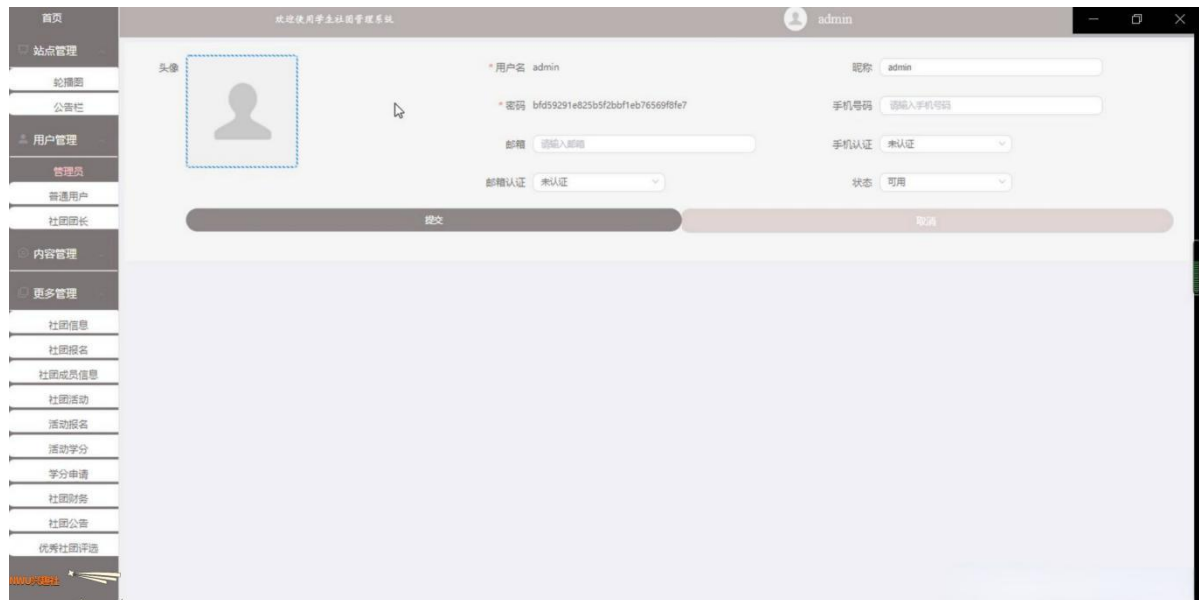 首页
欢迎使用学生社团管理系统
admin
站点管理
轮播图
公告栏
用户管理
管理员
普通用户
社团团长
内容管理
更多管理
社团信息
社团报名
社团成员信息
社团活动
活动报名
活动学分
学分申请
社团财务
社团公告
优秀社团评选
头像
* 用户名 admin
昵称 admin
* 密码 bfd59291e825b5f2bbf1eb76569f8fe7
手机号码 请输入手机号码
邮箱 请输入邮箱
手机认证 未认证
邮箱认证 未认证
状态 可用
提交
取消